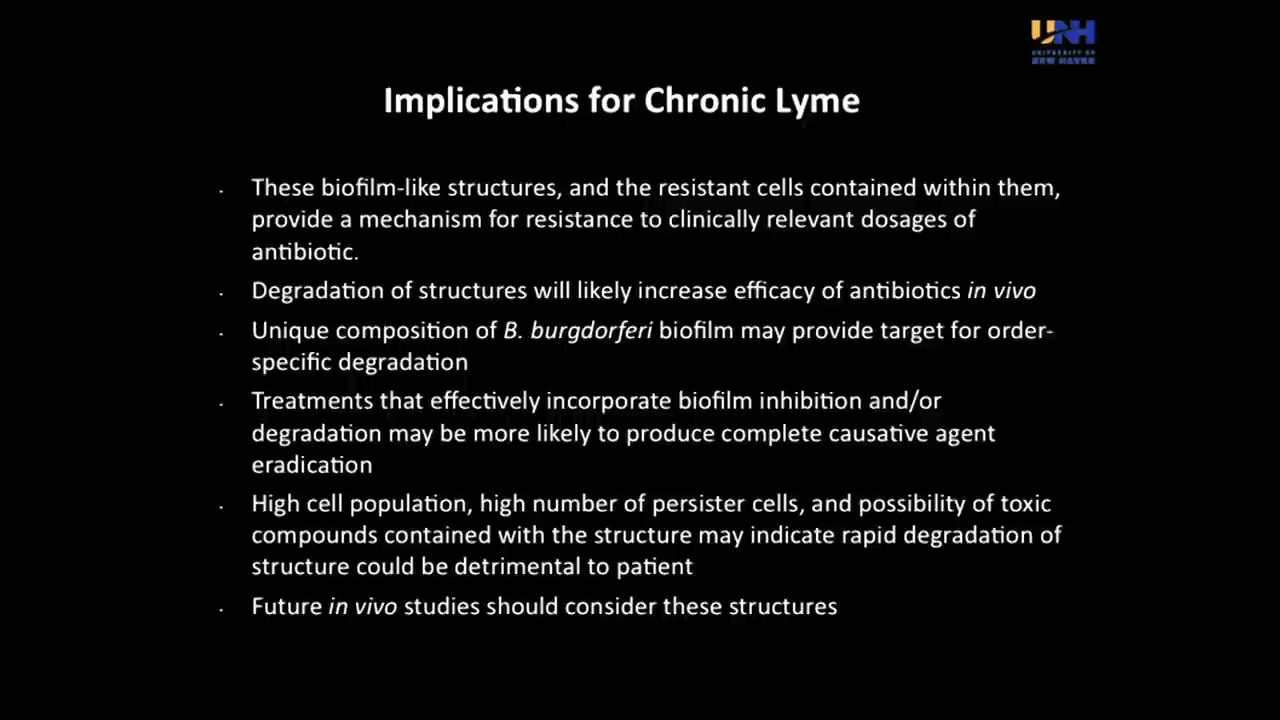 UNH
UNIVERSITY OF
NEW HAVEN
Implications for Chronic Lyme
· These biofilm-like structures, and the resistant cells contained within them,
provide a mechanism for resistance to clinically relevant dosages of
antibiotic.
· Degradation of structures will likely increase efficacy of antibiotics in vivo
· Unique composition of B. burgdorferi biofilm may provide target for order-
specific degradation
· Treatments that effectively incorporate biofilm inhibition and/or
degradation may be more likely to produce complete causative agent
eradication
· High cell population, high number of persister cells, and possibility of toxic
compounds contained with the structure may indicate rapid degradation of
structure could be detrimental to patient
· Future in vivo studies should consider these structures